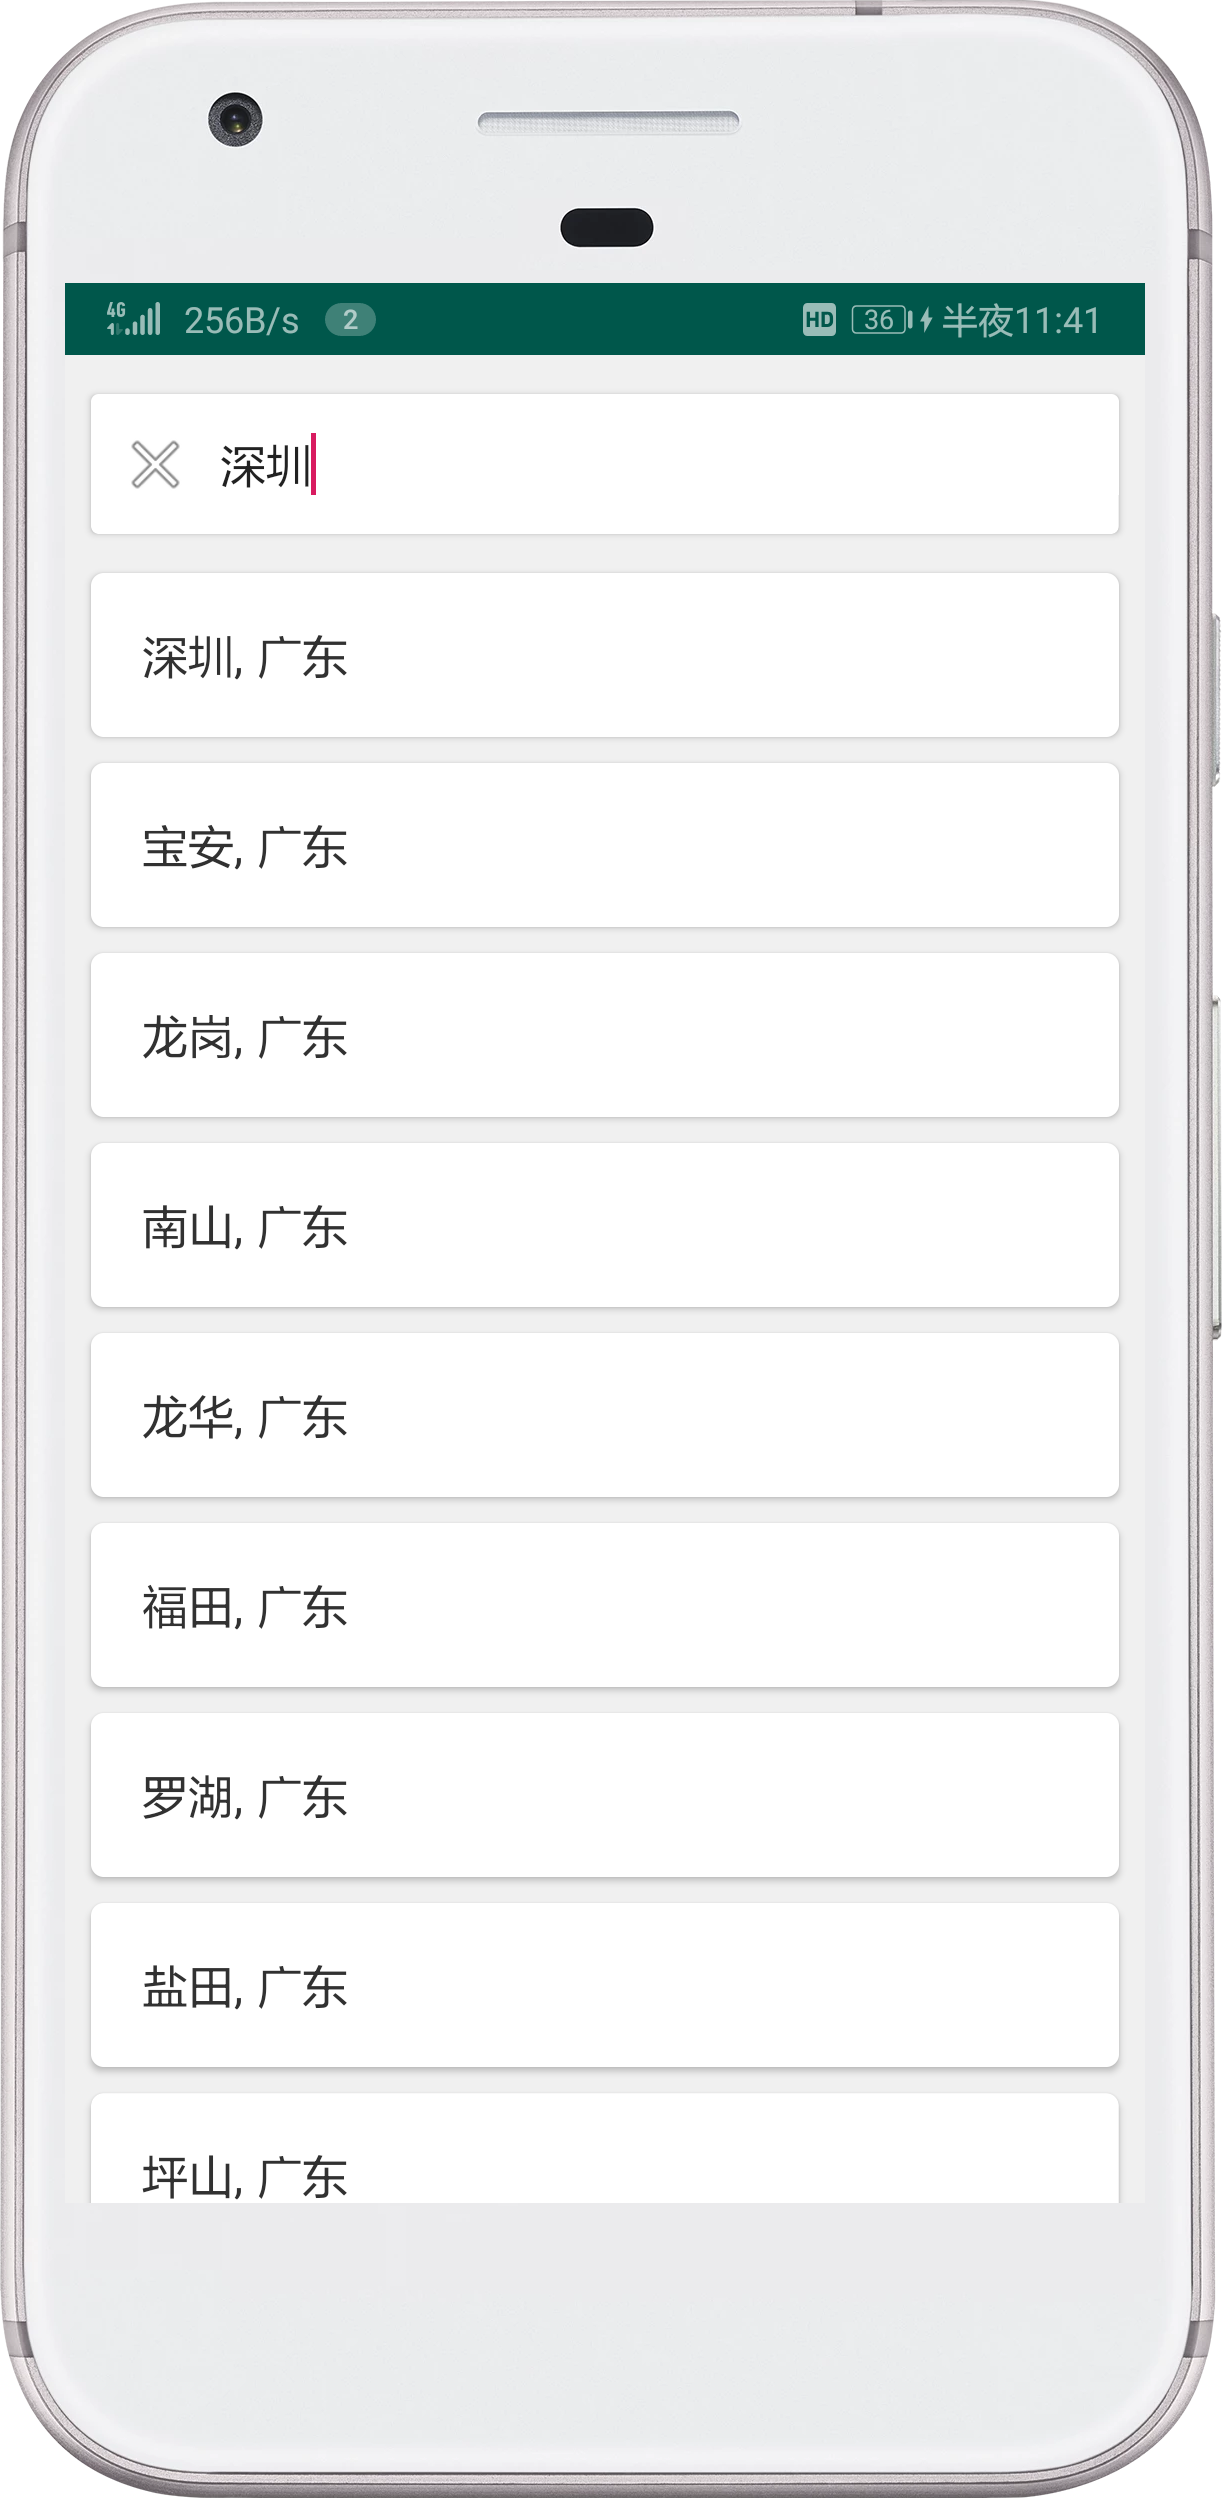 4G 256B/s 2 HD 36 半夜11:41
深圳
深圳, 广东
宝安, 广东
龙岗, 广东
南山, 广东
龙华, 广东
福田, 广东
罗湖, 广东
盐田, 广东
坪山, 广东